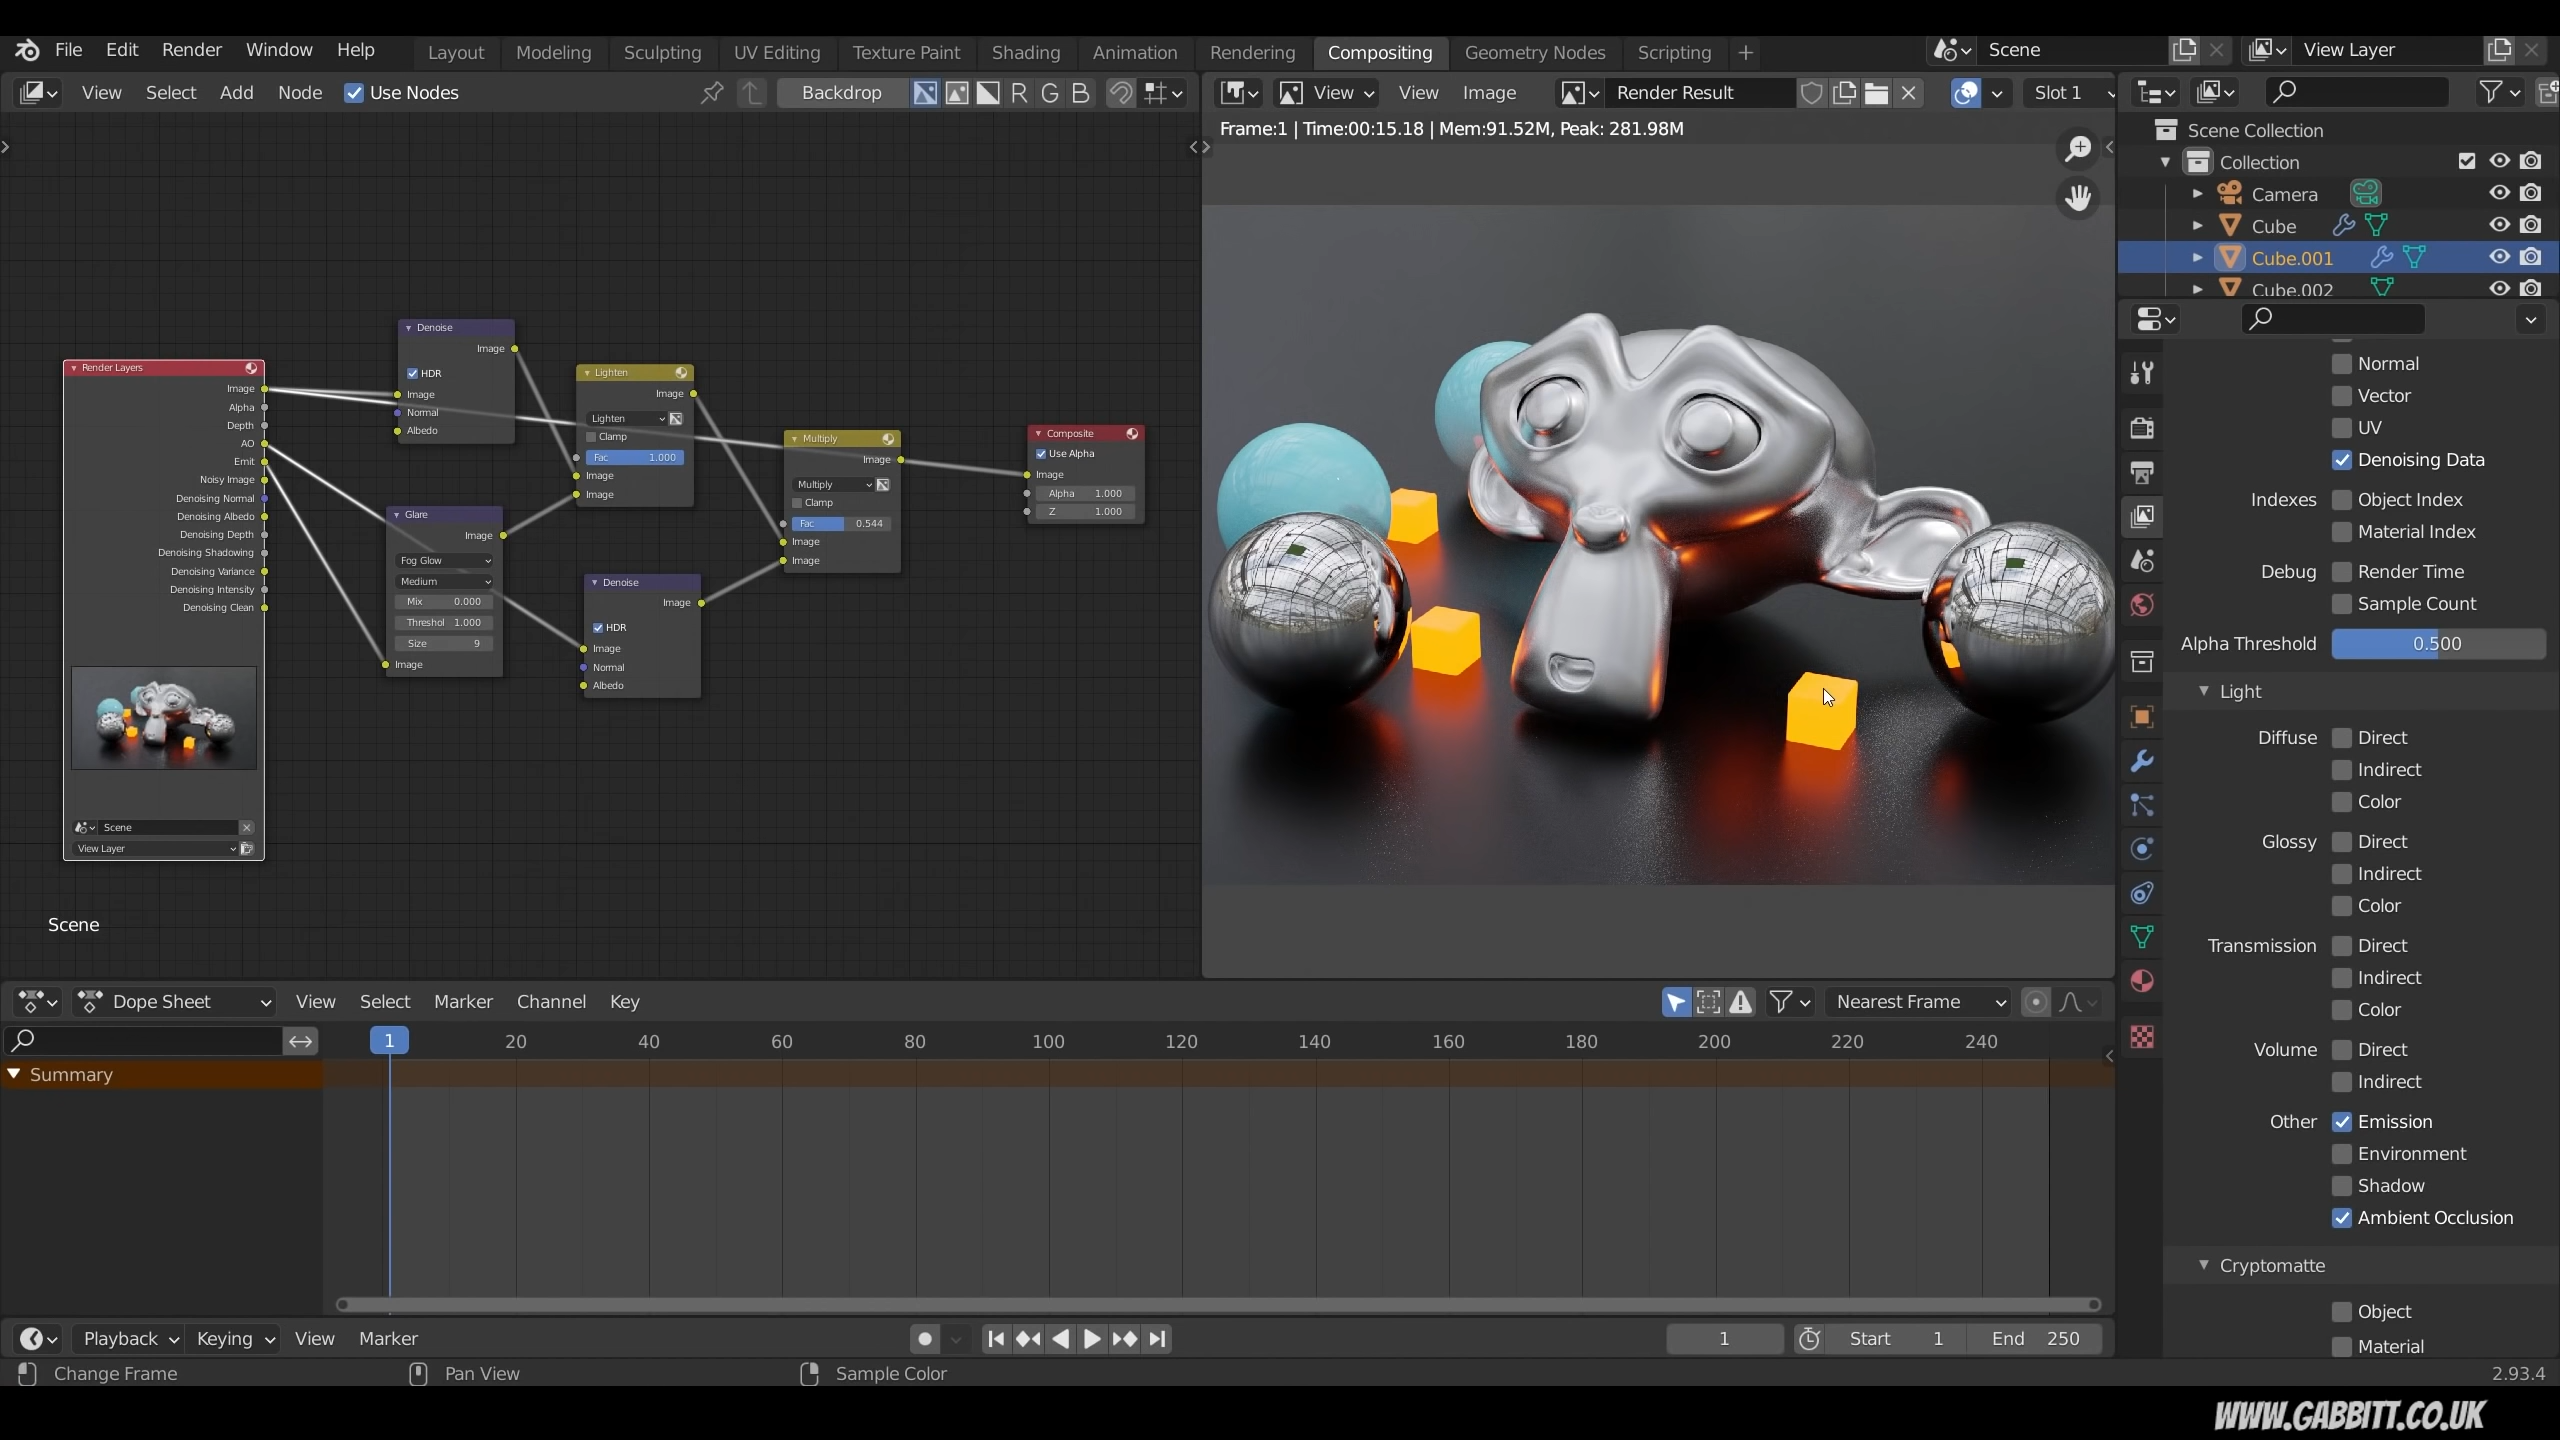 File Edit Render Window Help Layout Modeling Sculpting UV Editing Texture Paint Shading Animation Rendering Compositing Geometry Nodes Scripting + Scene View Layer
View Select Add Node Use Nodes Backdrop R G B View View Image Render Result Slot 1
Frame:1 | Time:00:15.18 | Mem:91.52M, Peak: 281.98M
Scene Collection
Collection
Camera
Cube
Cube.001
Cube.002
Render Layers
Image
Alpha
Depth
AO
Emit
Noisy Image
Denoising Normal
Denoising Albedo
Denoising Depth
Denoising Shadowing
Denoising Variance
Denoising Intensity
Denoising Clean
Scene
View Layer
Denoise
Image
HDR
Image
Normal
Albedo
Glare
Image
Fog Glow
Medium
Mix 0.000
Threshol 1.000
Size 9
Image
Lighten
Image
Lighten
Clamp
Fac 1.000
Image
Image
Denoise
Image
HDR
Image
Normal
Albedo
Multiply
Image
Multiply
Clamp
Fac 0.544
Image
Image
Composite
Use Alpha
Image
Alpha 1.000
Z 1.000
Scene
Normal
Vector
UV
Denoising Data
Indexes Object Index
Material Index
Debug Render Time
Sample Count
Alpha Threshold 0.500
Light
Diffuse Direct
Indirect
Color
Glossy Direct
Indirect
Color
Transmission Direct
Indirect
Color
Volume Direct
Indirect
Other Emission
Environment
Shadow
Ambient Occlusion
Cryptomatte
Object
Material
Dope Sheet View Select Marker Channel Key Nearest Frame
1 20 40 60 80 100 120 140 160 180 200 220 240
Summary
Playback Keying View Marker 1 Start 1 End 250
Change Frame Pan View Sample Color 2.93.4
WWW.GABBITT.CO.UK